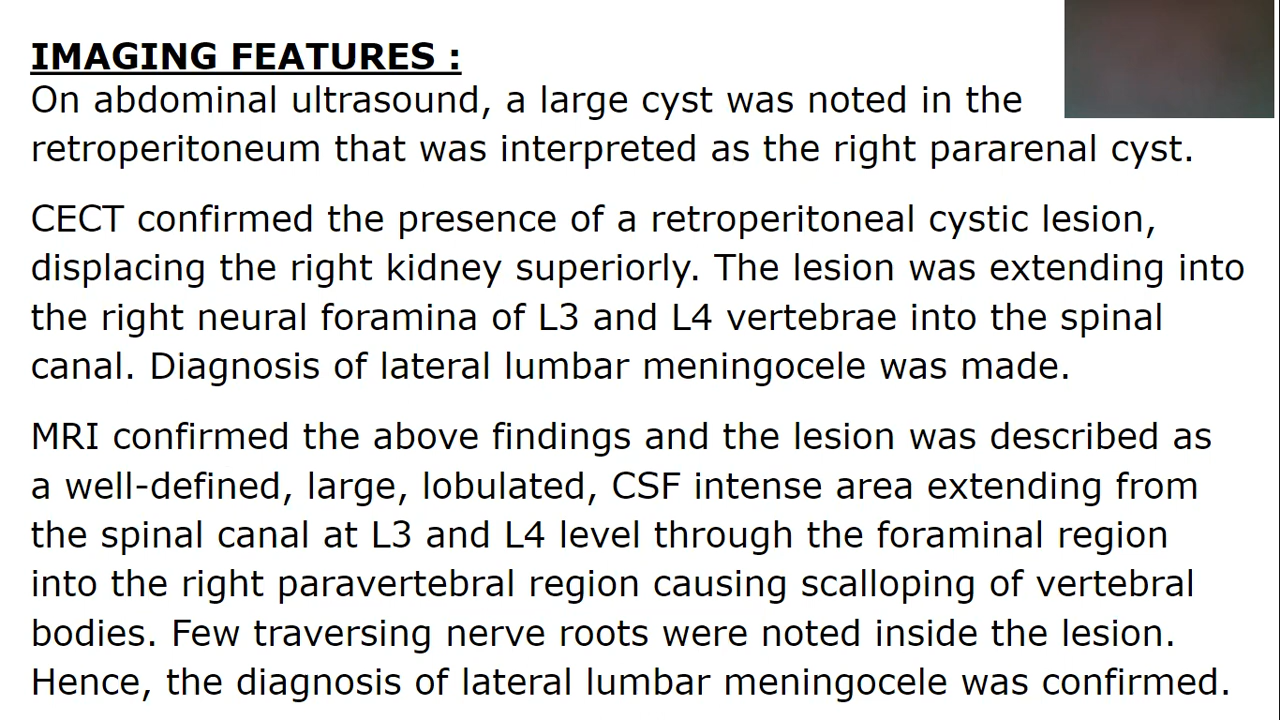 IMAGING FEATURES :
On abdominal ultrasound, a large cyst was noted in the
retroperitoneum that was interpreted as the right pararenal cyst.
CECT confirmed the presence of a retroperitoneal cystic lesion,
displacing the right kidney superiorly. The lesion was extending into
the right neural foramina of L3 and L4 vertebrae into the spinal
canal. Diagnosis of lateral lumbar meningocele was made.
MRI confirmed the above findings and the lesion was described as
a well-defined, large, lobulated, CSF intense area extending from
the spinal canal at L3 and L4 level through the foraminal region
into the right paravertebral region causing scalloping of vertebral
bodies. Few traversing nerve roots were noted inside the lesion.
Hence, the diagnosis of lateral lumbar meningocele was confirmed.